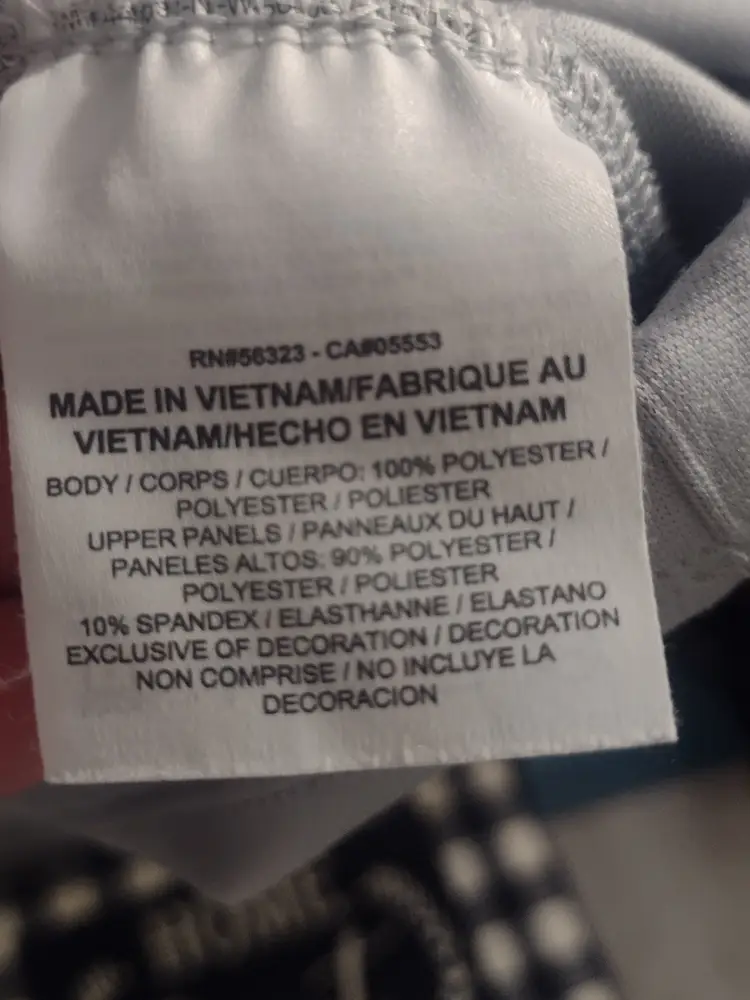 RN#56323 - CA#05553
MADE IN VIETNAM/FABRIQUE AU
VIETNAM/HECHO EN VIETNAM
BODY / CORPS / CUERPO: 100% POLYESTER /
POLYESTER / POLIESTER
UPPER PANELS / PANNEAUX DU HAUT /
PANELES ALTOS: 90% POLYESTER /
POLYESTER / POLIESTER
10% SPANDEX / ELASTHANNE / ELASTANO
EXCLUSIVE OF DECORATION / DECORATION
NON COMPRISE / NO INCLUYE LA
DECORACION
HOME